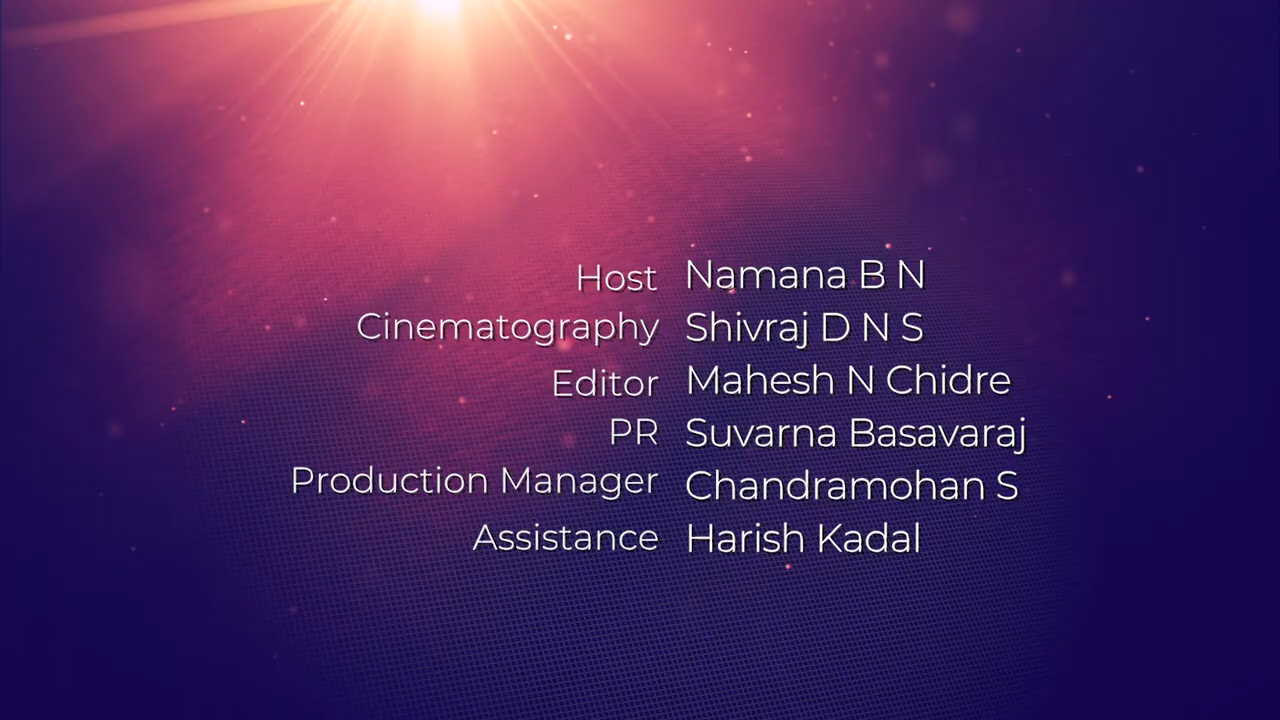 Host Namana B N
Cinematography Shivraj D N S
Editor Mahesh N Chidre
PR Suvarna Basavaraj
Production Manager Chandramohan S
Assistance Harish Kadal